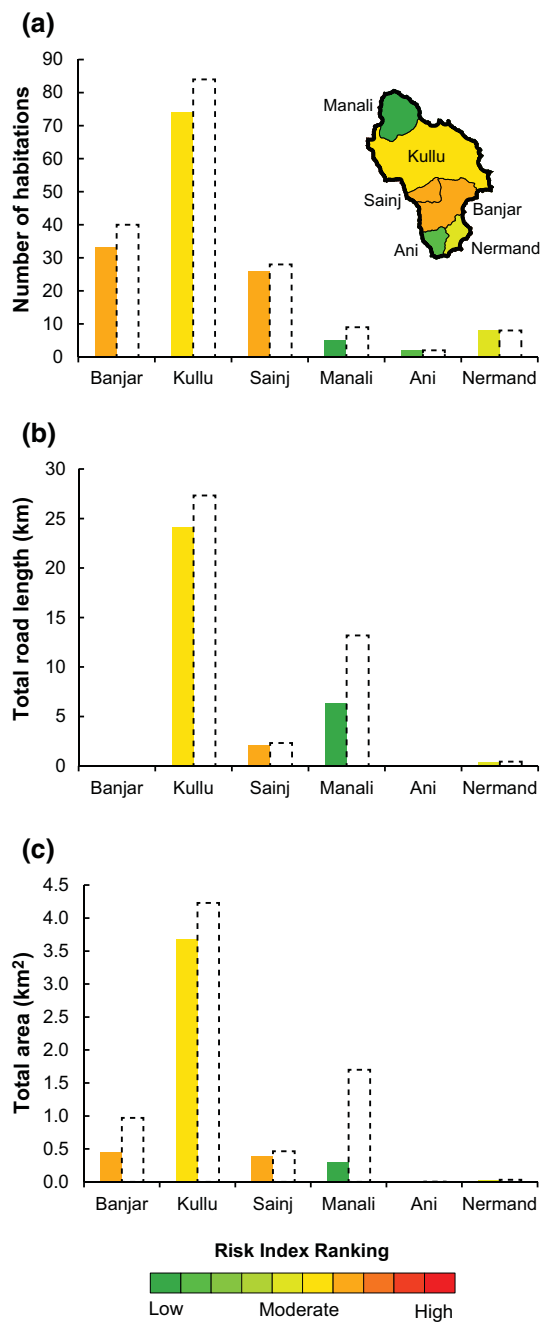 (a)
Number of habitations
90
80
70
60
50
40
30
20
10
0
Manali
Kullu
Sainj
Banjar
Ani
Nermand
Banjar Kullu Sainj Manali Ani Nermand
(b)
Total road length (km)
30
25
20
15
10
5
0
Banjar Kullu Sainj Manali Ani Nermand
(c)
Total area (km²)
4.5
4.0
3.5
3.0
2.5
2.0
1.5
1.0
0.5
0.0
Banjar Kullu Sainj Manali Ani Nermand
Risk Index Ranking
Low Moderate High